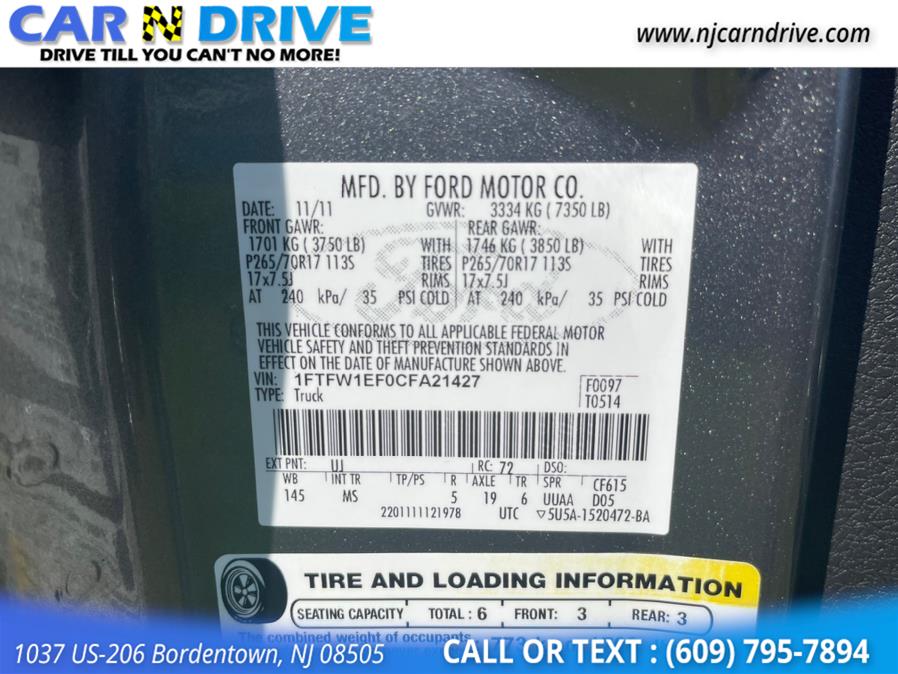 CAR N DRIVE
DRIVE TILL YOU CAN'T NO MORE!
www.njcarndrive.com
MFD. BY FORD MOTOR CO.
DATE: 11/11 GVWR: 3334 KG ( 7350 LB)
FRONT GAWR: REAR GAWR:
1701 KG ( 3750 LB) WITH 1746 KG ( 3850 LB) WITH
P265/70R17 113S TIRES P265/70R17 113S TIRES
17x7.5J RIMS 17x7.5J RIMS
AT 240 kPa/ 35 PSI COLD AT 240 kPa/ 35 PSI COLD
Ford
THIS VEHICLE CONFORMS TO ALL APPLICABLE FEDERAL MOTOR
VEHICLE SAFETY AND THEFT PREVENTION STANDARDS IN
EFFECT ON THE DATE OF MANUFACTURE SHOWN ABOVE.
VIN: 1FTFW1EF0CFA21427 F0097
TYPE: Truck T0514
EXT PNT: UJ RC: 72 DSO:
WB INT TR TP/PS R AXLE TR SPR CF615
145 MS 5 19 6 UUAA D05
2201111121978 UTC ▽5U5A-1520472-BA
TIRE AND LOADING INFORMATION
SEATING CAPACITY TOTAL : 6 FRONT: 3 REAR: 3
The combined weight of occupants
1037 US-206 Bordentown, NJ 08505
CALL OR TEXT : (609) 795-7894